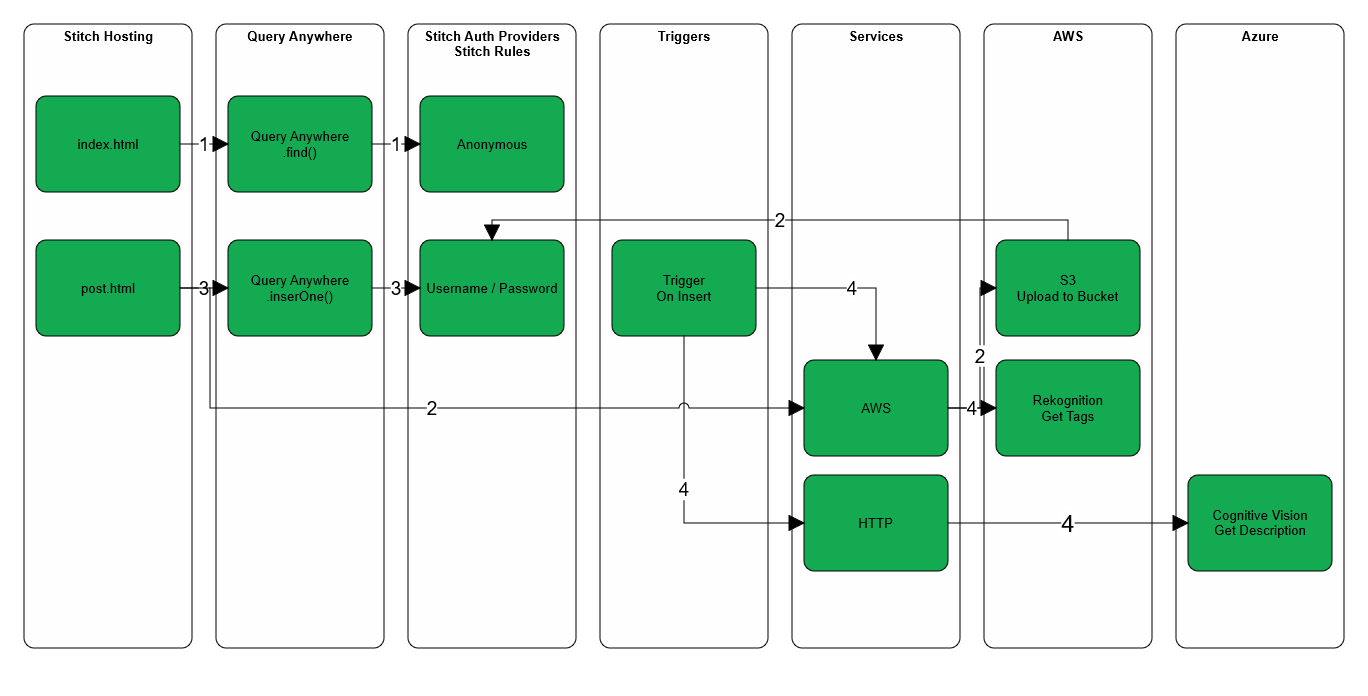 Stitch Hosting
Query Anywhere
Stitch Auth Providers
Stitch Rules
Triggers
Services
AWS
Azure
index.html
1
Query Anywhere
.find()
1
Anonymous
2
post.html
3
Query Anywhere
.inserOne()
3
Username / Password
Trigger
On Insert
4
S3
Upload to Bucket
2
2
AWS
4
Rekognition
Get Tags
4
HTTP
4
Cognitive Vision
Get Description